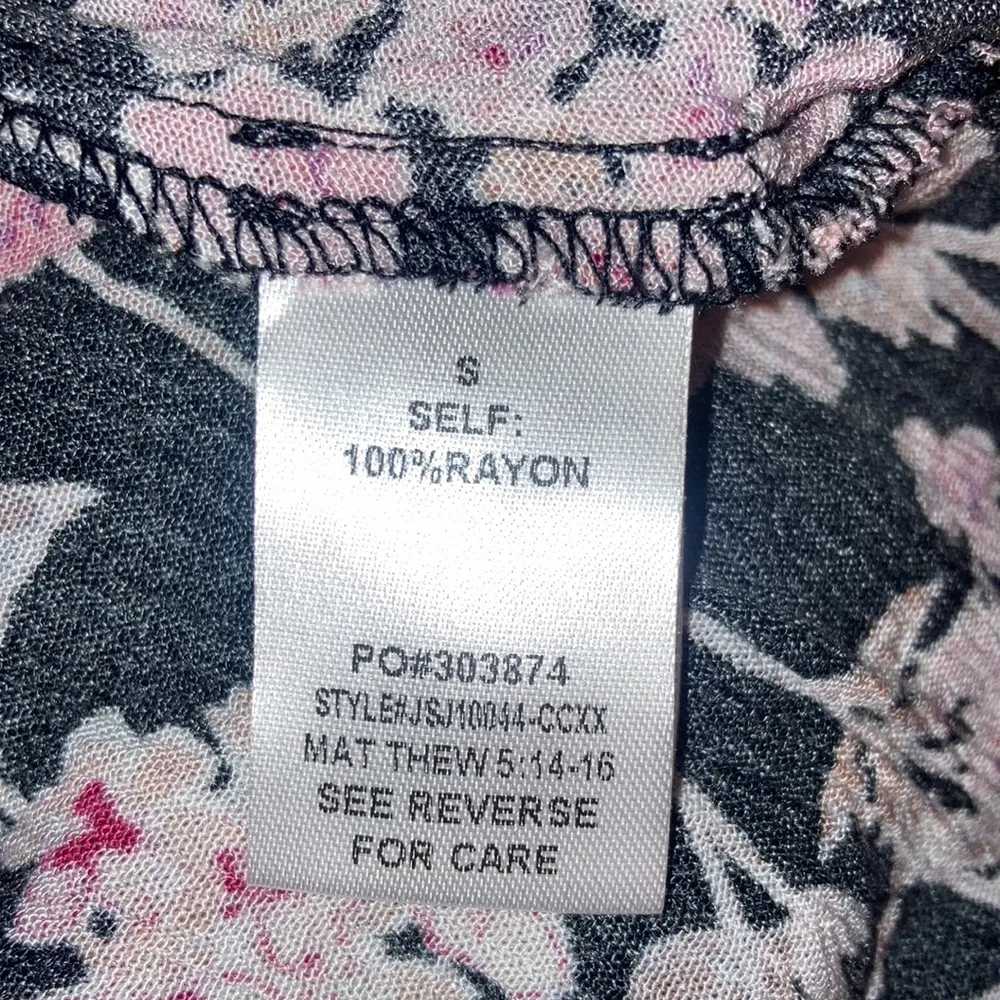 S
SELF:
100%RAYON
PO#303874
STYLE#JSJ10044-CCXX
MAT THEW 5:14-16
SEE REVERSE
FOR CARE